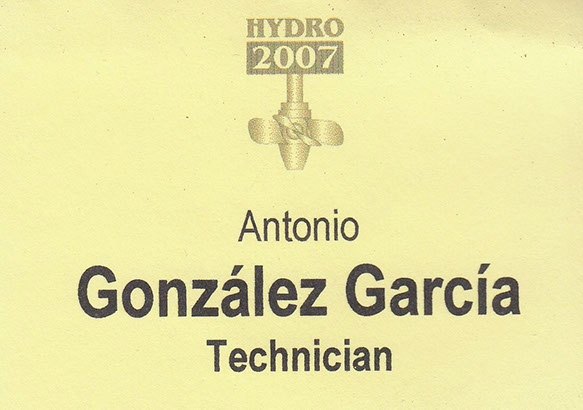 HYDRO
2007
Antonio
González García
Technician